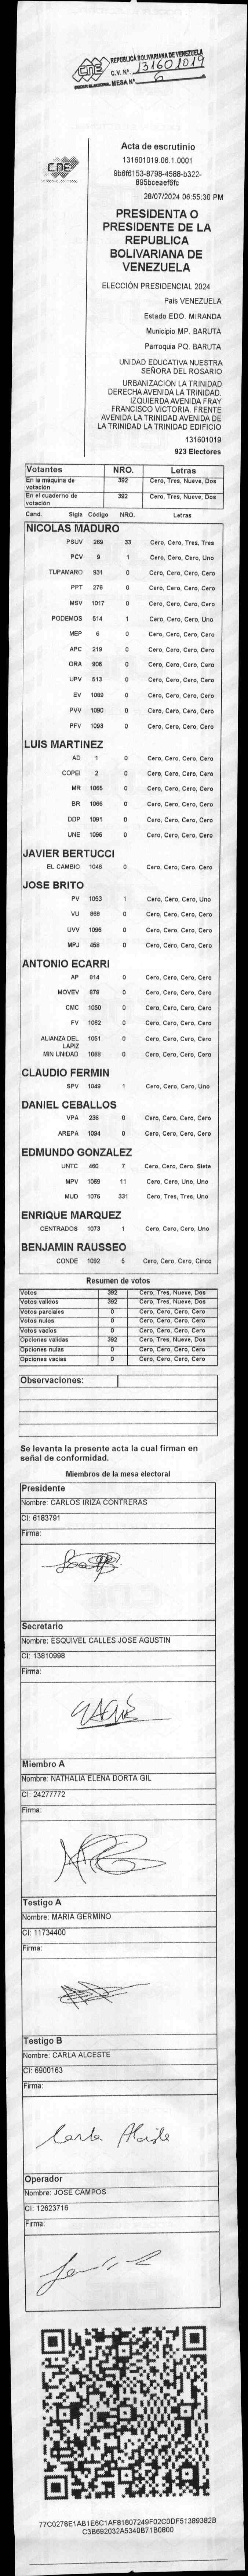 REPÚBLICA BOLIVARIANA DE VENEZUELA
CNE C.V. Nº. 131601019
PODER ELECTORAL MESA Nº 6
CNE
Acta de escrutinio
131601019.06.1.0001
28/07/2024 06:55:30 PM
PRESIDENTA O
PRESIDENTE DE LA
REPUBLICA
BOLIVARIANA DE
VENEZUELA
ELECCIÓN PRESIDENCIAL 2024
País VENEZUELA
Estado EDO. MIRANDA
Municipio MP. BARUTA
Parroquia PQ. BARUTA
UNIDAD EDUCATIVA NUESTRA
SEÑORA DEL ROSARIO
URBANIZACION LA TRINIDAD
DERECHA AVENIDA LA TRINIDAD.
IZQUIERDA AVENIDA FRAY
FRANCISCO VICTORIA. FRENTE
AVENIDA LA TRINIDAD AVENIDA DE
LA TRINIDAD LA TRINIDAD EDIFICIO
131601019
923 Electores
Votantes NRO. Letras
En la máquina de votación 392 Cero, Tres, Nueve, Dos
En el cuaderno de votación 392 Cero, Tres, Nueve, Dos
Cand. Sigla Código NRO. Letras
NICOLAS MADURO
PSUV 269 33 Cero, Cero, Tres, Tres
PCV 9 1 Cero, Cero, Cero, Uno
TUPAMARO 931 0 Cero, Cero, Cero, Cero
PPT 276 0 Cero, Cero, Cero, Cero
MSV 1017 0 Cero, Cero, Cero, Cero
PODEMOS 514 1 Cero, Cero, Cero, Uno
MEP 6 0 Cero, Cero, Cero, Cero
APC 219 0 Cero, Cero, Cero, Cero
ORA 906 0 Cero, Cero, Cero, Cero
UPV 513 0 Cero, Cero, Cero, Cero
EV 1089 0 Cero, Cero, Cero, Cero
PVV 1090 0 Cero, Cero, Cero, Cero
PFV 1093 0 Cero, Cero, Cero, Cero
LUIS MARTINEZ
AD 1 0 Cero, Cero, Cero, Cero
COPEI 2 0 Cero, Cero, Cero, Cero
MR 1065 0 Cero, Cero, Cero, Cero
BR 1066 0 Cero, Cero, Cero, Cero
DDP 1091 0 Cero, Cero, Cero, Cero
UNE 1095 0 Cero, Cero, Cero, Cero
JAVIER BERTUCCI
EL CAMBIO 1048 0 Cero, Cero, Cero, Cero
JOSE BRITO
PV 1053 1 Cero, Cero, Cero, Uno
VU 868 0 Cero, Cero, Cero, Cero
UVV 1096 0 Cero, Cero, Cero, Cero
MPJ 458 0 Cero, Cero, Cero, Cero
ANTONIO ECARRI
AP 814 0 Cero, Cero, Cero, Cero
MOVEV 878 0 Cero, Cero, Cero, Cero
CMC 1050 0 Cero, Cero, Cero, Cero
FV 1062 0 Cero, Cero, Cero, Cero
ALIANZA DEL LAPIZ 1051 0 Cero, Cero, Cero, Cero
MIN UNIDAD 1068 0 Cero, Cero, Cero, Cero
CLAUDIO FERMIN
SPV 1049 1 Cero, Cero, Cero, Uno
DANIEL CEBALLOS
VPA 236 0 Cero, Cero, Cero, Cero
AREPA 1094 0 Cero, Cero, Cero, Cero
EDMUNDO GONZALEZ
UNTC 460 7 Cero, Cero, Cero, Siete
MPV 1069 11 Cero, Cero, Uno, Uno
MUD 1075 331 Cero, Tres, Tres, Uno
ENRIQUE MARQUEZ
CENTRADOS 1073 1 Cero, Cero, Cero, Uno
BENJAMIN RAUSSEO
CONDE 1092 5 Cero, Cero, Cero, Cinco
Resumen de votos
Votos 392 Cero, Tres, Nueve, Dos
Votos validos 392 Cero, Tres, Nueve, Dos
Votos parciales 0 Cero, Cero, Cero, Cero
Votos nulos 0 Cero, Cero, Cero, Cero
Votos vacios 0 Cero, Cero, Cero, Cero
Opciones validas 392 Cero, Tres, Nueve, Dos
Opciones nulas 0 Cero, Cero, Cero, Cero
Opciones vacias 0 Cero, Cero, Cero, Cero
Observaciones:
Se levanta la presente acta la cual firman en
señal de conformidad.
Miembros de la mesa electoral
Presidente
Nombre: CARLOS IRIZA CONTRERAS
CI: 6183791
Firma:
Secretario
Nombre: ESQUIVEL CALLES JOSE AGUSTIN
CI: 13810998
Firma:
Miembro A
Nombre: NATHALIA ELENA DORTA GIL
CI: 24277772
Firma:
Testigo A
Nombre: MARIA GERMINO
CI: 11734400
Firma:
Testigo B
Nombre: CARLA ALCESTE
CI: 6900163
Firma:
Operador
Nombre: JOSE CAMPOS
CI: 12623716
Firma:
77C0278E1AB1E6C1AF81807249F02C0DF51389382B
C3B692032A5340B71B0800